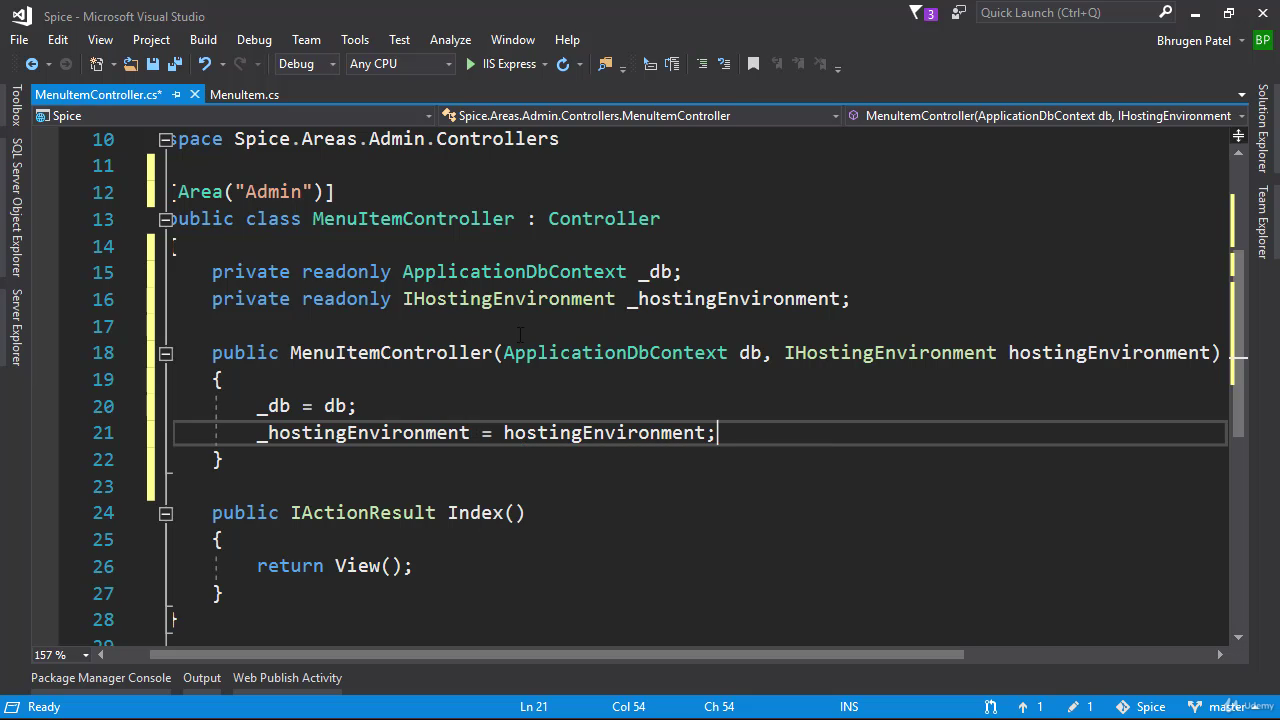 Spice - Microsoft Visual Studio
3
Quick Launch (Ctrl+Q)
File Edit View Project Build Debug Team Tools Test Analyze Window Help
Bhrugen Patel BP
Debug Any CPU IIS Express
MenuItemController.cs* MenuItem.cs
Spice Spice.Areas.Admin.Controllers.MenuItemController MenuItemController(ApplicationDbContext db, IHostingEnvironment
Toolbox
SQL Server Object Explorer
Server Explorer
10 space Spice.Areas.Admin.Controllers
11
12 [Area("Admin")]
13 public class MenuItemController : Controller
14 {
15 private readonly ApplicationDbContext _db;
16 private readonly IHostingEnvironment _hostingEnvironment;
17
18 public MenuItemController(ApplicationDbContext db, IHostingEnvironment hostingEnvironment)
19 {
20 _db = db;
21 _hostingEnvironment = hostingEnvironment;
22 }
23
24 public IActionResult Index()
25 {
26 return View();
27 }
28 }
29
Solution Explorer
Team Explorer
157 %
Package Manager Console Output Web Publish Activity
Ready Ln 21 Col 54 Ch 54 INS 1 1 Spice master
Udemy